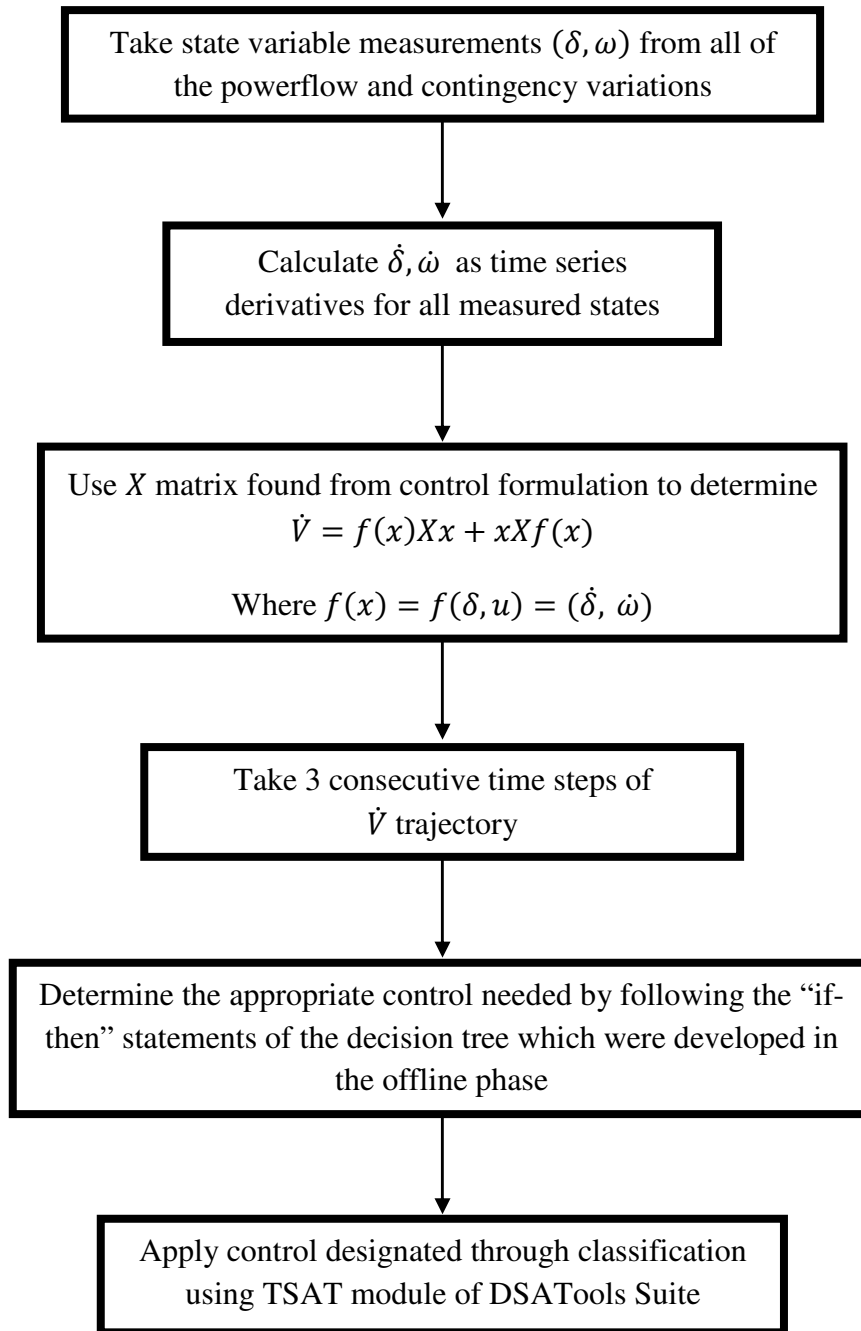 Take state variable measurements (𝛿, 𝜔) from all of
the powerflow and contingency variations
Calculate 𝛿̇, 𝜔̇ as time series
derivatives for all measured states
Use 𝑋 matrix found from control formulation to determine
𝑉̇ = 𝑓(𝑥)𝑋𝑥 + 𝑥𝑋𝑓(𝑥)
Where 𝑓(𝑥) = 𝑓(𝛿, 𝑢) = (𝛿̇, 𝜔̇)
Take 3 consecutive time steps of
𝑉̇ trajectory
Determine the appropriate control needed by following the “if-
then” statements of the decision tree which were developed in
the offline phase
Apply control designated through classification
using TSAT module of DSATools Suite